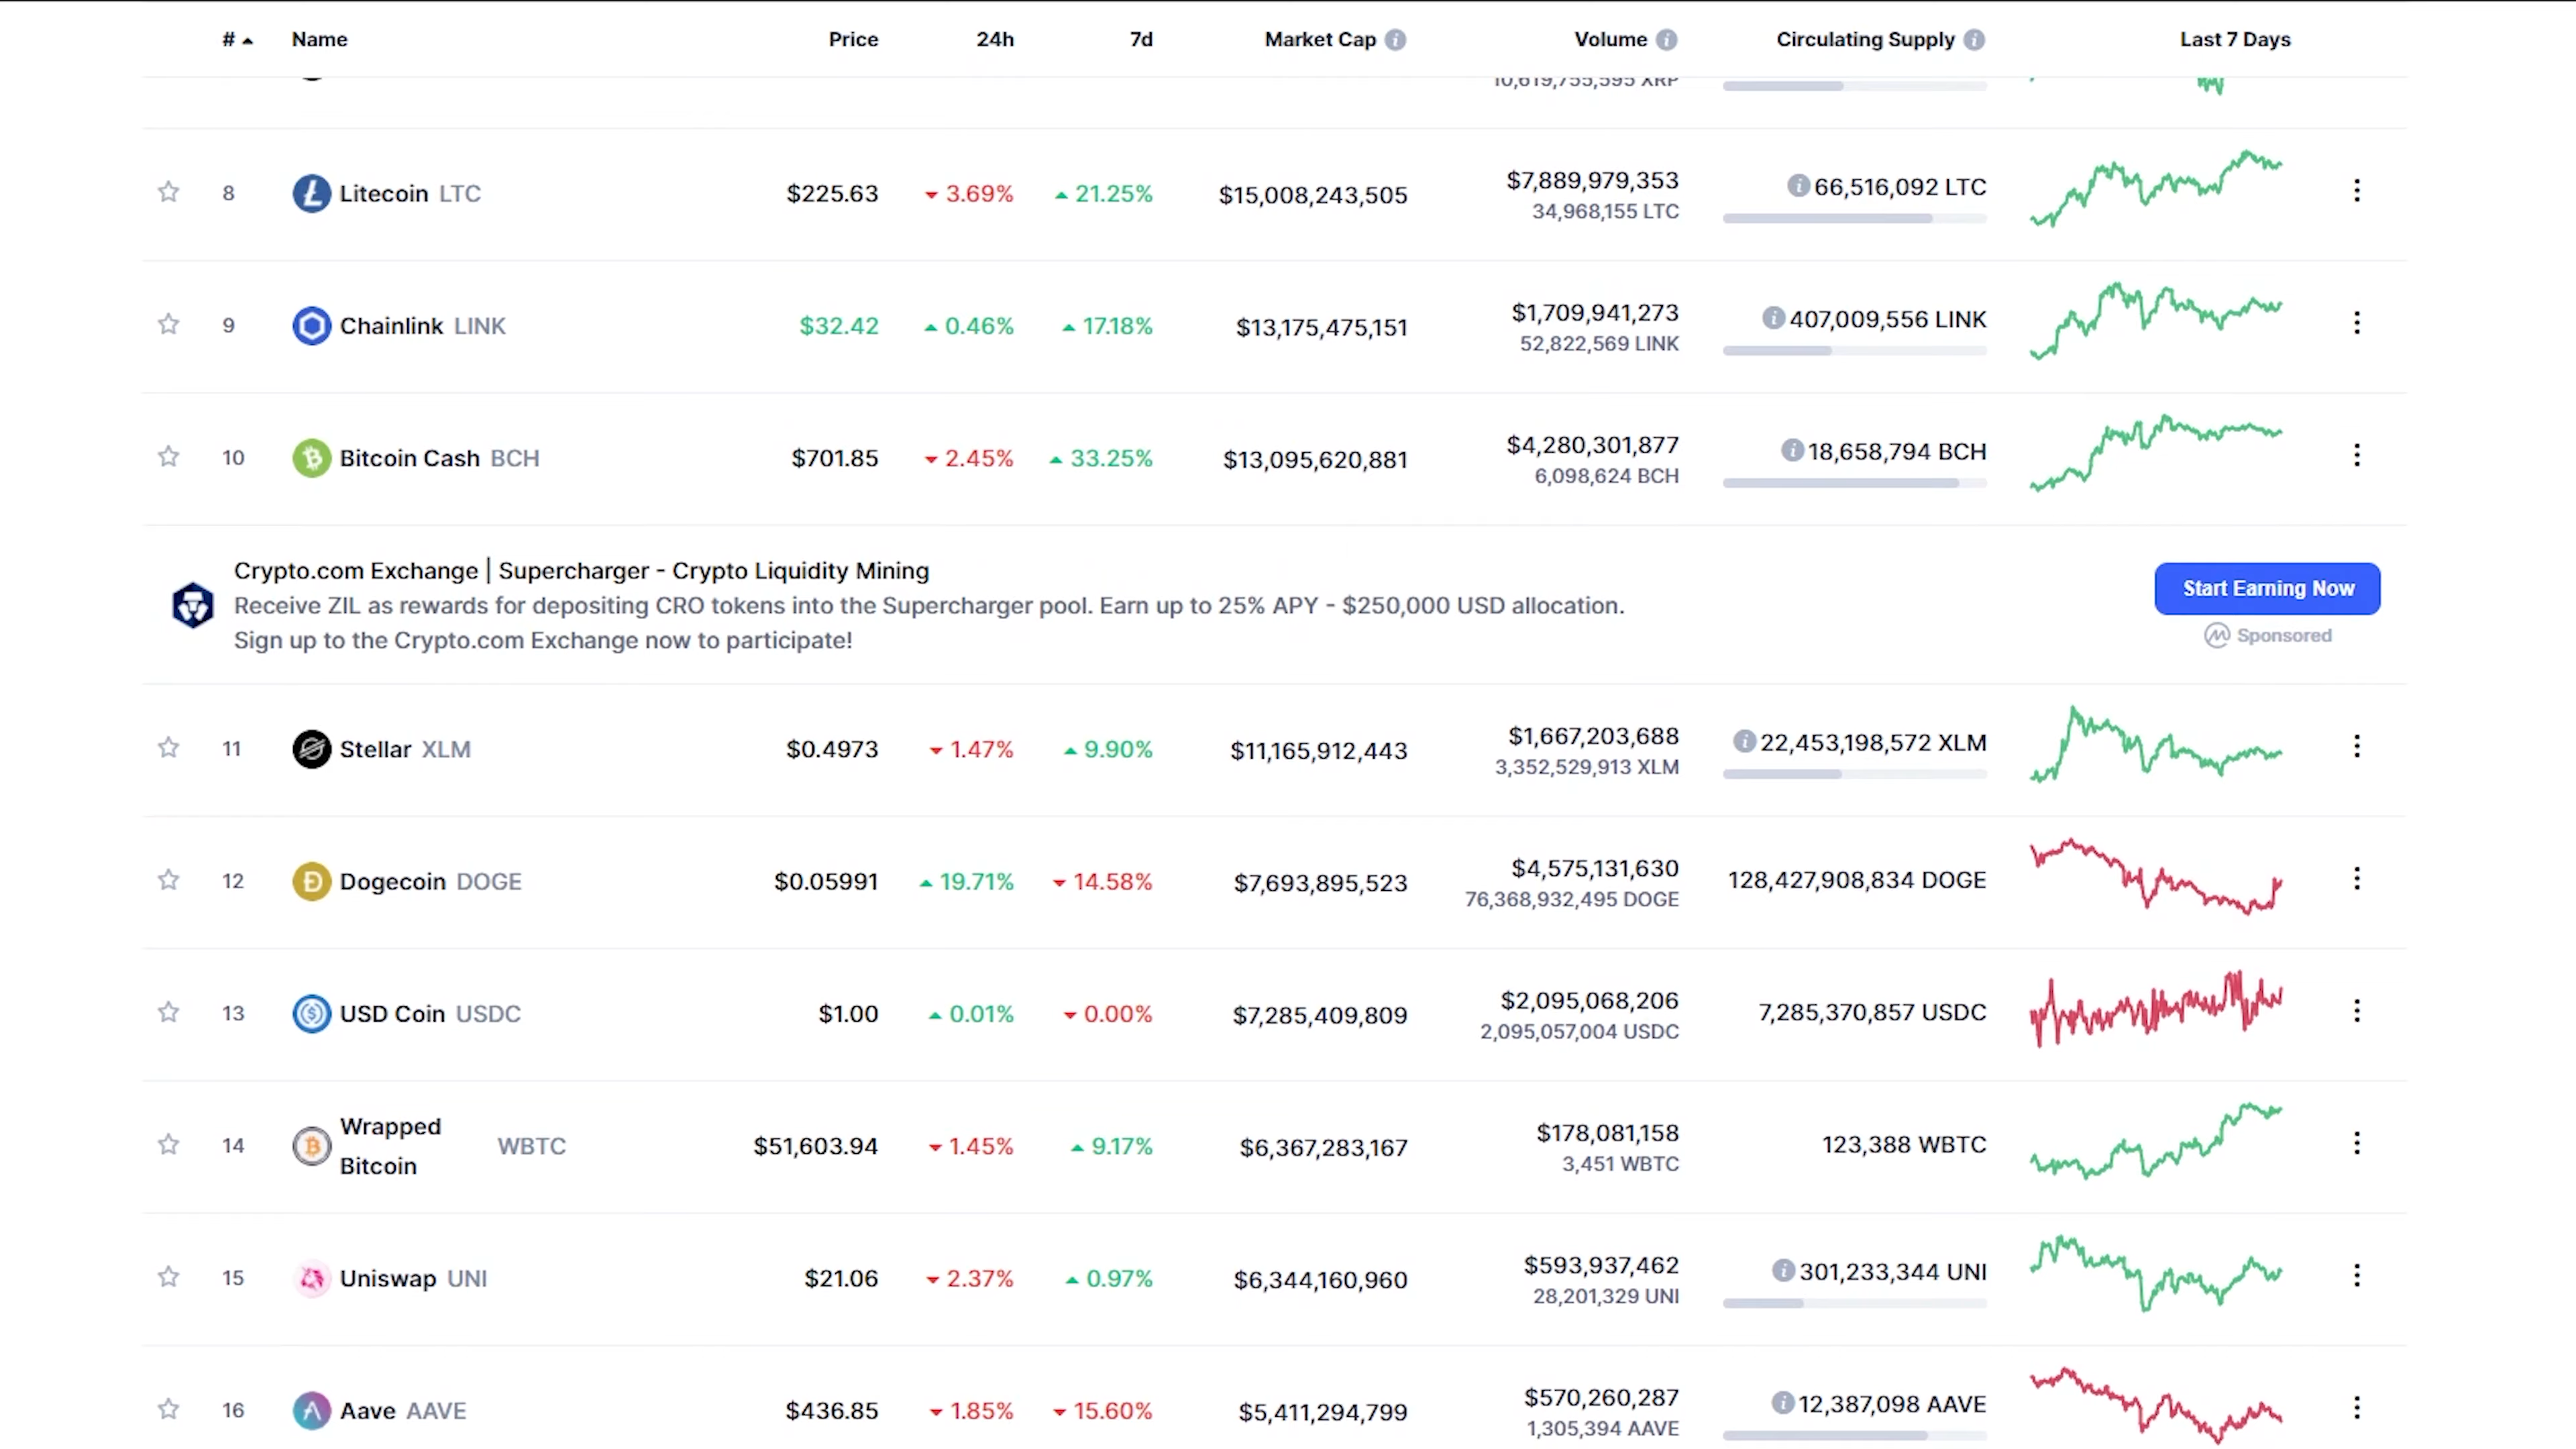 # Name Price 24h 7d Market Cap Volume Circulating Supply Last 7 Days
10,619,755,595 XRP
8 Litecoin LTC $225.63 3.69% 21.25% $15,008,243,505 $7,889,979,353 66,516,092 LTC
34,968,155 LTC
9 Chainlink LINK $32.42 0.46% 17.18% $13,175,475,151 $1,709,941,273 407,009,556 LINK
52,822,569 LINK
10 Bitcoin Cash BCH $701.85 2.45% 33.25% $13,095,620,881 $4,280,301,877 18,658,794 BCH
6,098,624 BCH
Crypto.com Exchange | Supercharger - Crypto Liquidity Mining
Receive ZIL as rewards for depositing CRO tokens into the Supercharger pool. Earn up to 25% APY - $250,000 USD allocation.
Sign up to the Crypto.com Exchange now to participate!
Start Earning Now
Sponsored
11 Stellar XLM $0.4973 1.47% 9.90% $11,165,912,443 $1,667,203,688 22,453,198,572 XLM
3,352,529,913 XLM
12 Dogecoin DOGE $0.05991 19.71% 14.58% $7,693,895,523 $4,575,131,630 128,427,908,834 DOGE
76,368,932,495 DOGE
13 USD Coin USDC $1.00 0.01% 0.00% $7,285,409,809 $2,095,068,206 7,285,370,857 USDC
2,095,057,004 USDC
14 Wrapped Bitcoin WBTC $51,603.94 1.45% 9.17% $6,367,283,167 $178,081,158 123,388 WBTC
3,451 WBTC
15 Uniswap UNI $21.06 2.37% 0.97% $6,344,160,960 $593,937,462 301,233,344 UNI
28,201,329 UNI
16 Aave AAVE $436.85 1.85% 15.60% $5,411,294,799 $570,260,287 12,387,098 AAVE
1,305,394 AAVE